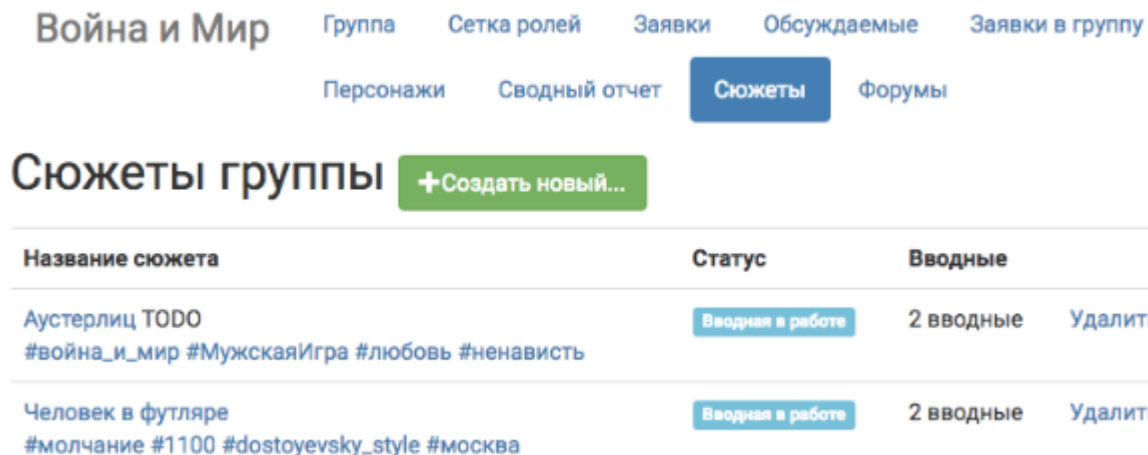 Война и Мир Группа Сетка ролей Заявки Обсуждаемые Заявки в группу
Персонажи Сводный отчет Сюжеты Форумы
Сюжеты группы +Создать новый...
Название сюжета Статус Вводные
Аустерлиц TODO Вводная в работе 2 вводные Удалит
#война_и_мир #МужскаяИгра #любовь #ненависть
Человек в футляре Вводная в работе 2 вводные Удалит
#молчание #1100 #dostoyevsky_style #москва